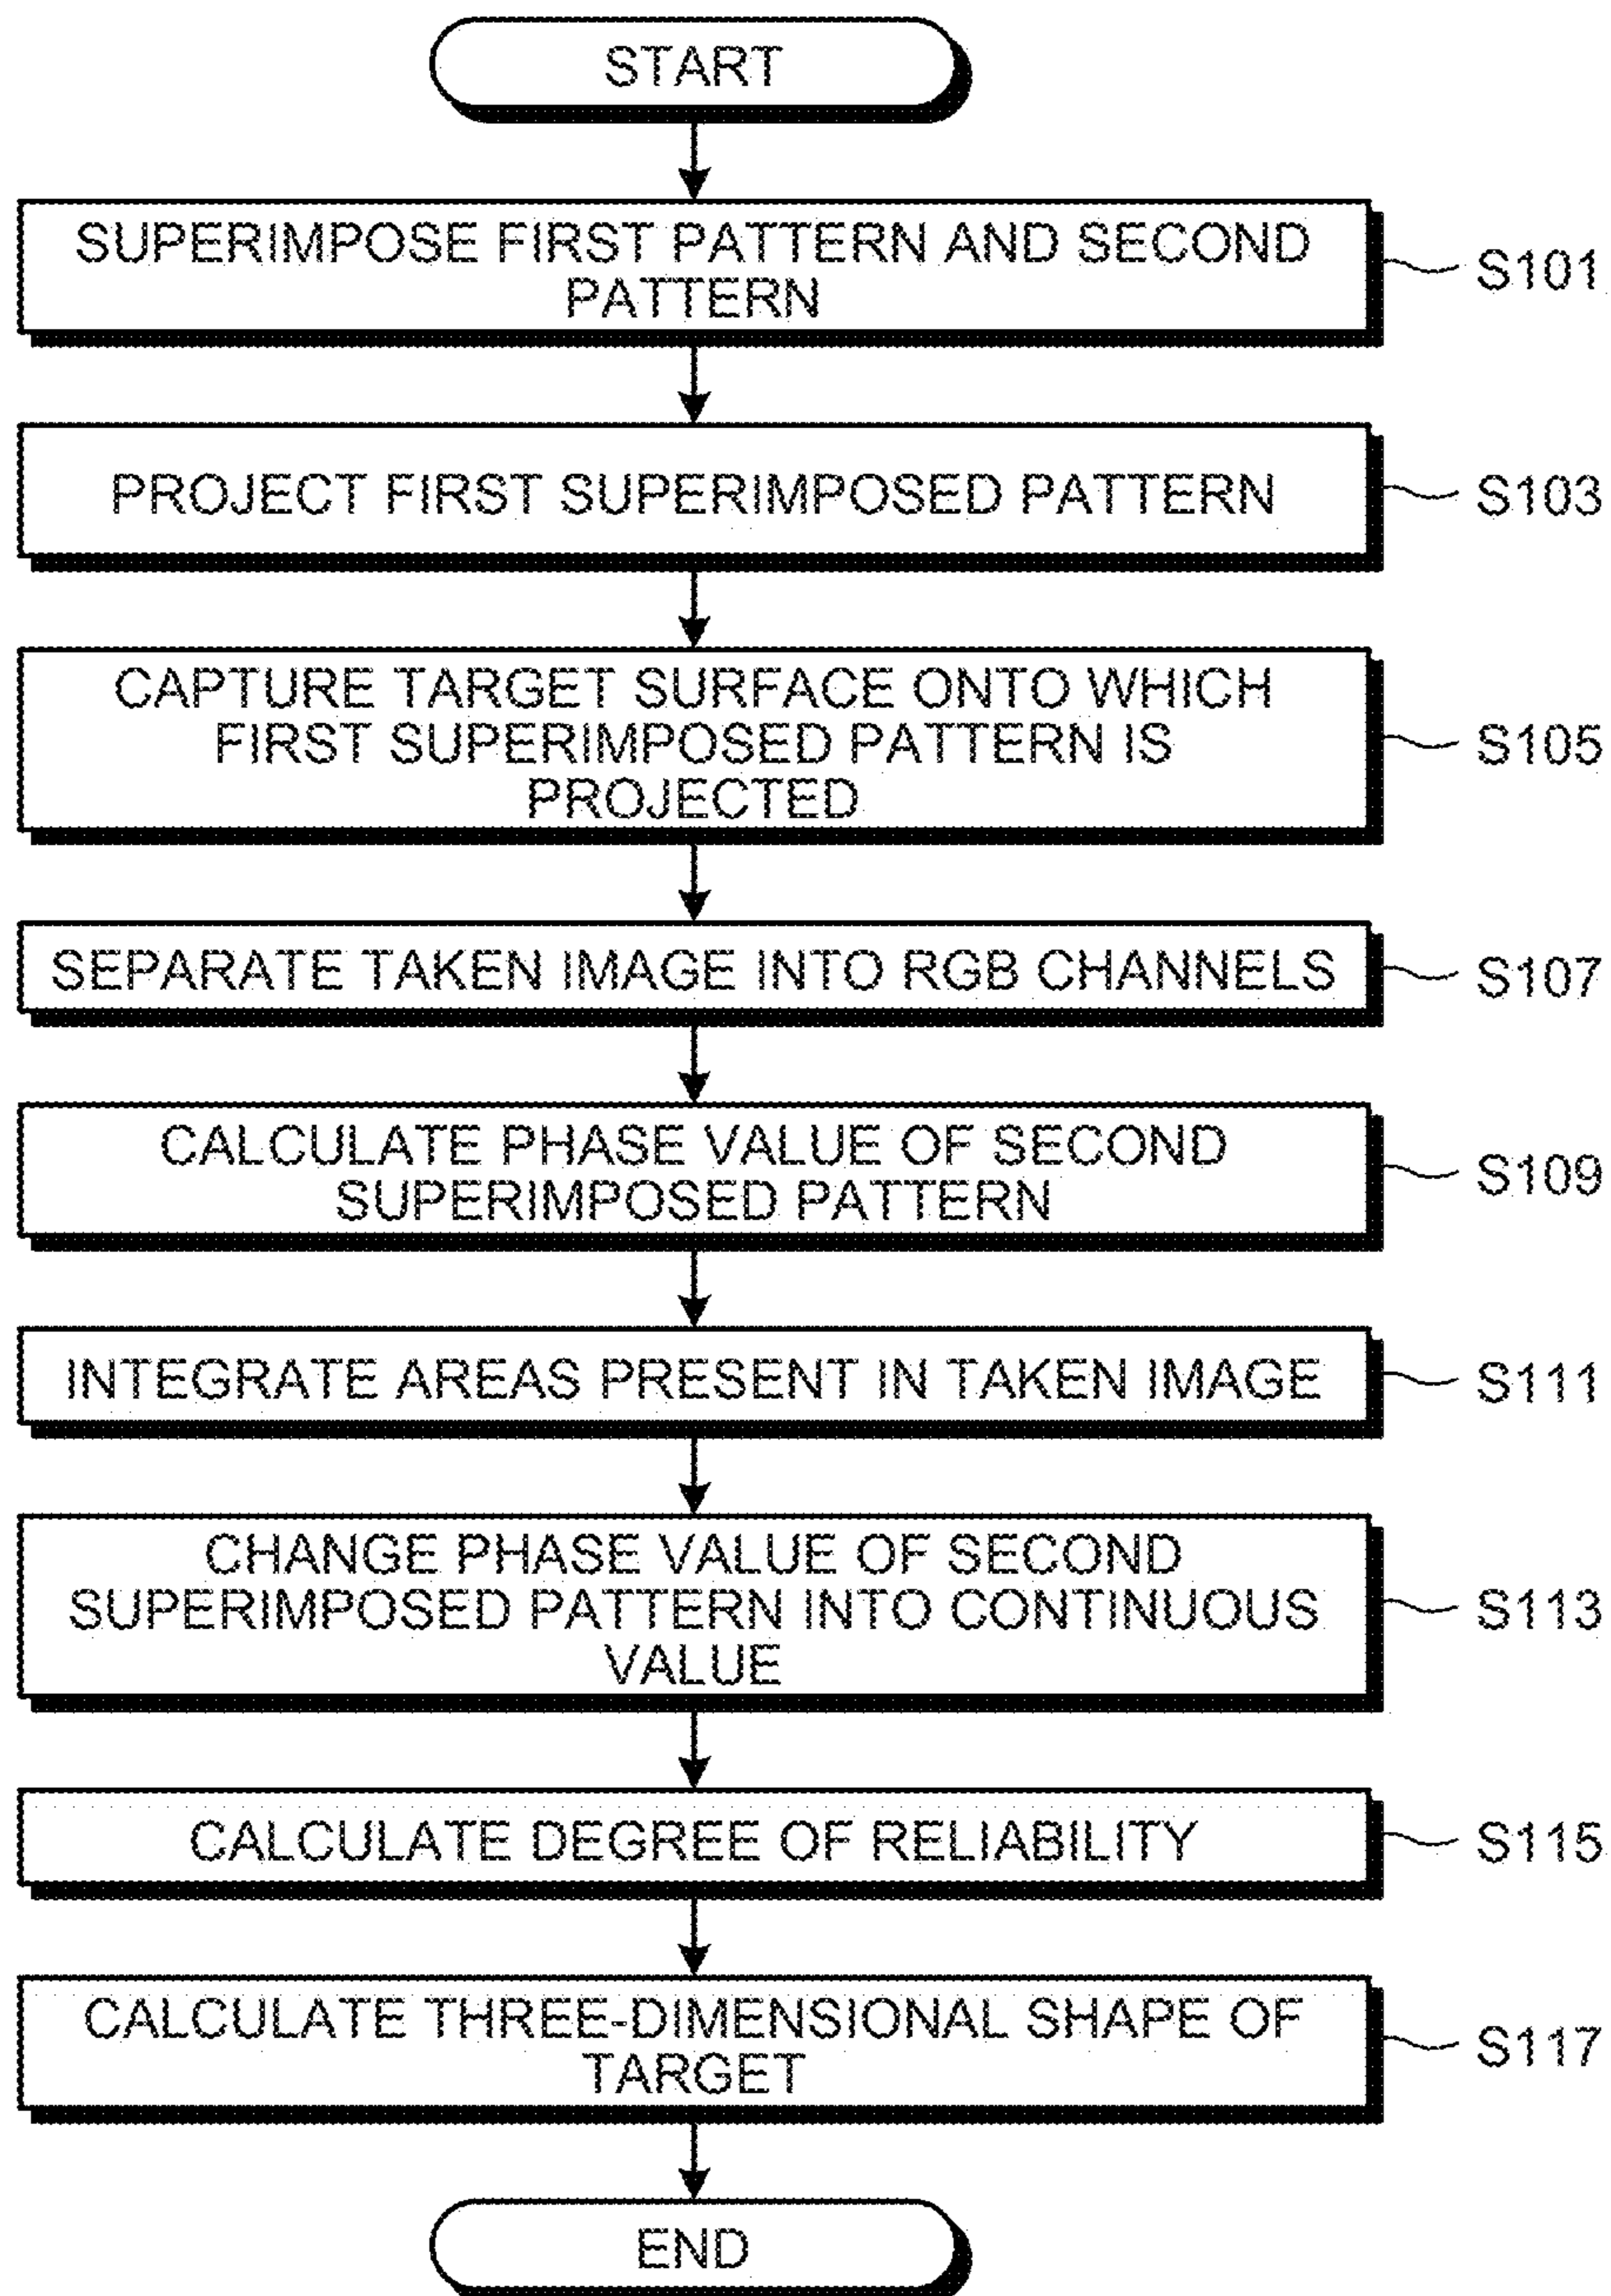 START
SUPERIMPOSE FIRST PATTERN AND SECOND
PATTERN
S101
PROJECT FIRST SUPERIMPOSED PATTERN
S103
CAPTURE TARGET SURFACE ONTO WHICH
FIRST SUPERIMPOSED PATTERN IS
PROJECTED
S105
SEPARATE TAKEN IMAGE INTO RGB CHANNELS
S107
CALCULATE PHASE VALUE OF SECOND
SUPERIMPOSED PATTERN
S109
INTEGRATE AREAS PRESENT IN TAKEN IMAGE
S111
CHANGE PHASE VALUE OF SECOND
SUPERIMPOSED PATTERN INTO CONTINUOUS
VALUE
S113
CALCULATE DEGREE OF RELIABILITY
S115
CALCULATE THREE-DIMENSIONAL SHAPE OF
TARGET
S117
END